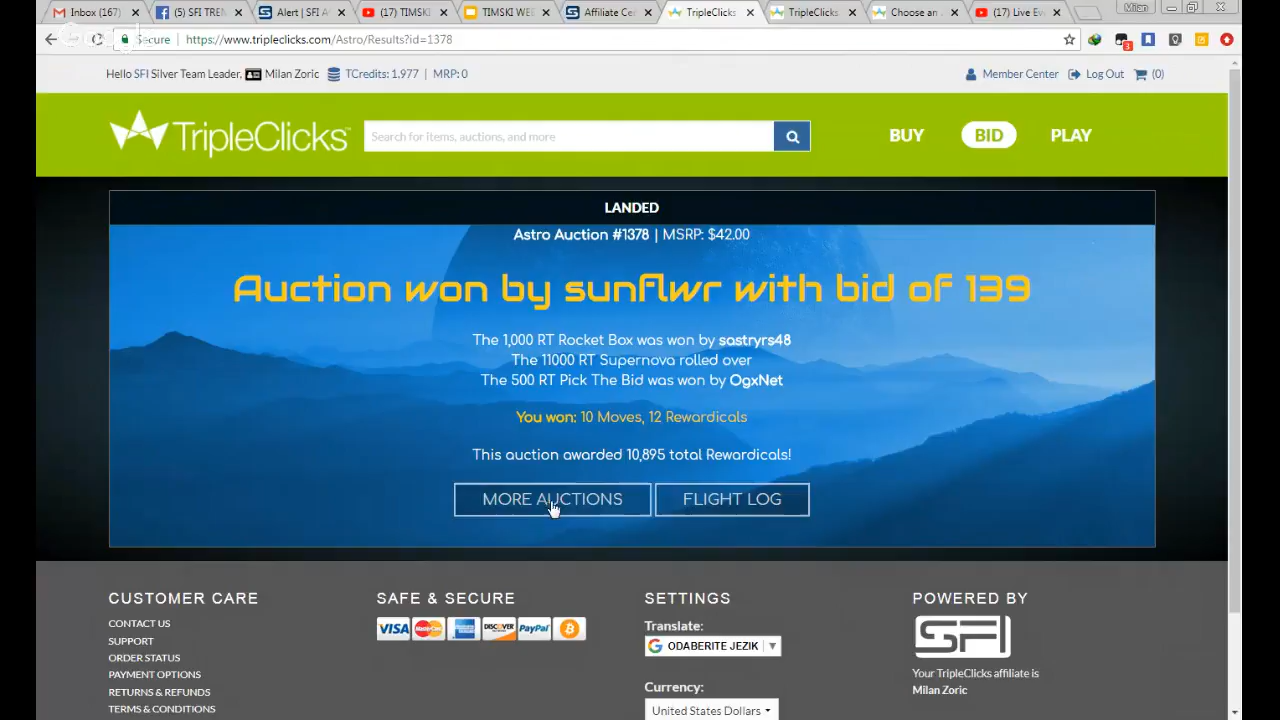 Inbox (167)
(5) SFI TREN
Alert | SFI A
(17) TIMSKI
TIMSKI WEE
Affiliate Ce
TripleClicks
TripleClicks
Choose an
(17) Live Ev
Milan
Secure
https://www.tripleclicks.com/Astro/Results?id=1378
3
Hello SFI Silver Team Leader, Milan Zoric TCredits: 1.977 | MRP: 0
Member Center Log Out (0)
TripleClicks
Search for items, auctions, and more
BUY
BID
PLAY
LANDED
Astro Auction #1378 | MSRP: $42.00
Auction won by sunflwr with bid of 139
The 1,000 RT Rocket Box was won by sastryrs48
The 11000 RT Supernova rolled over
The 500 RT Pick The Bid was won by OgxNet
You won: 10 Moves, 12 Rewardicals
This auction awarded 10,895 total Rewardicals!
MORE AUCTIONS
FLIGHT LOG
CUSTOMER CARE
CONTACT US
SUPPORT
ORDER STATUS
PAYMENT OPTIONS
RETURNS & REFUNDS
TERMS & CONDITIONS
SAFE & SECURE
VISA
MasterCard
DISCOVER
PayPal
SETTINGS
Translate:
ODABERITE JEZIK
Currency:
United States Dollars
POWERED BY
SFI
Your TripleClicks affiliate is
Milan Zoric